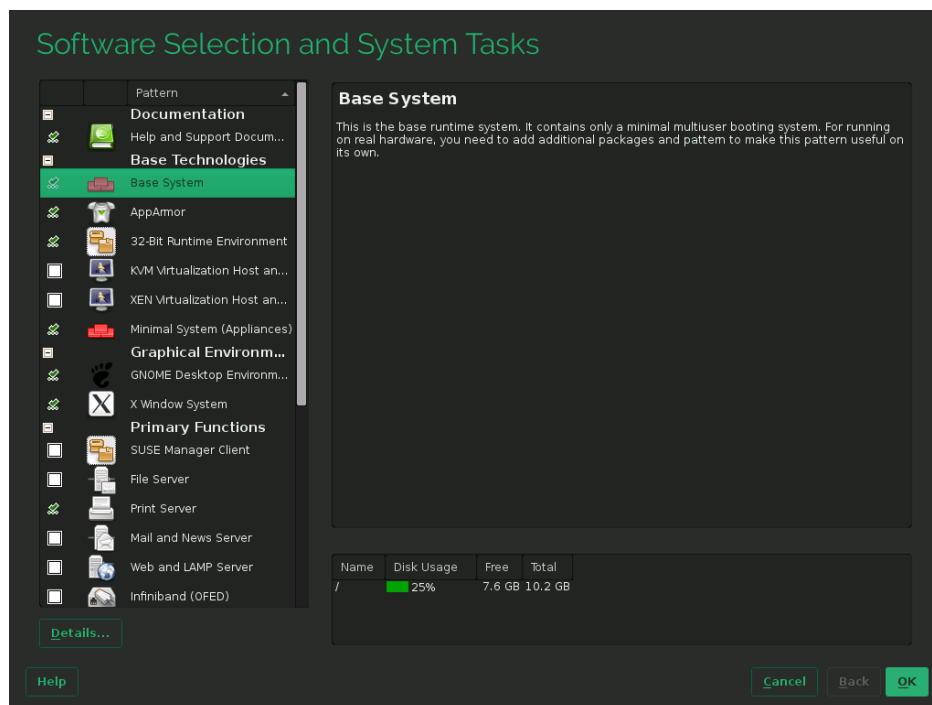 Software Selection and System Tasks
Pattern
Documentation
Help and Support Docum...
Base Technologies
Base System
AppArmor
32-Bit Runtime Environment
KVM Virtualization Host an...
XEN Virtualization Host an...
Minimal System (Appliances)
Graphical Environm...
GNOME Desktop Environm...
X Window System
Primary Functions
SUSE Manager Client
File Server
Print Server
Mail and News Server
Web and LAMP Server
Infiniband (OFED)
Details...
Base System
This is the base runtime system. It contains only a minimal multiuser booting system. For running
on real hardware, you need to add additional packages and pattern to make this pattern useful on
its own.
Name Disk Usage Free Total
/ 25% 7.6 GB 10.2 GB
Help Cancel Back OK